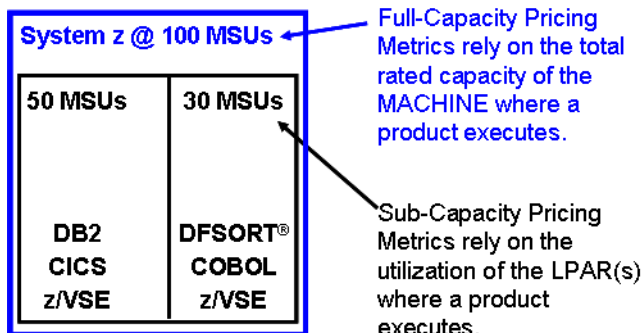 System z @ 100 MSUs
50 MSUs
30 MSUs
DB2
DFSORT®
CICS
COBOL
z/VSE
z/VSE
Full-Capacity Pricing
Metrics rely on the total
rated capacity of the
MACHINE where a
product executes.
Sub-Capacity Pricing
Metrics rely on the
utilization of the LPAR(s)
where a product
executes.